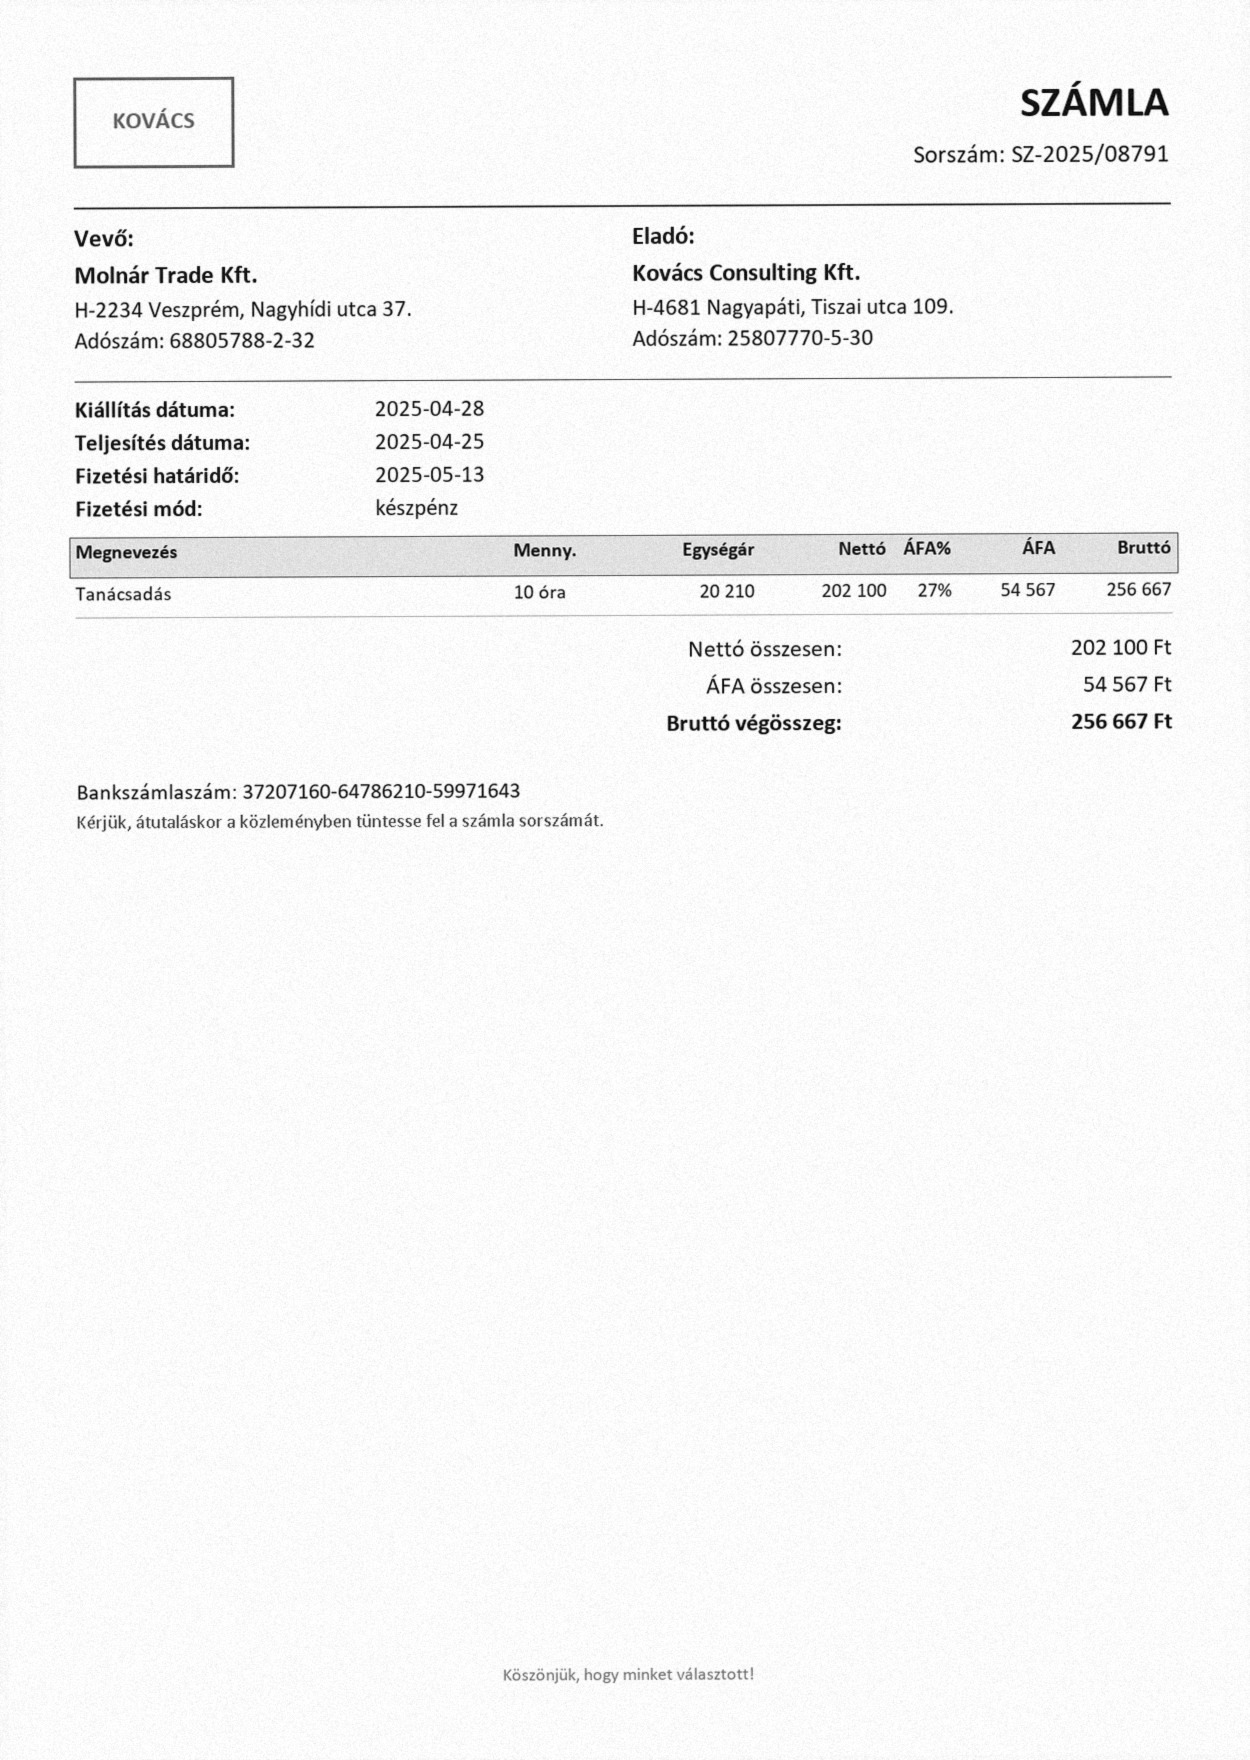 KOVÁCS
SZÁMLA
Sorszám: SZ-2025/08791
Vevő:
Molnár Trade Kft.
H-2234 Veszprém, Nagyhídi utca 37.
Adószám: 68805788-2-32
Eladó:
Kovács Consulting Kft.
H-4681 Nagyapáti, Tiszai utca 109.
Adószám: 25807770-5-30
Kiállítás dátuma: 2025-04-28
Teljesítés dátuma: 2025-04-25
Fizetési határidő: 2025-05-13
Fizetési mód: készpénz
Megnevezés Menny. Egységár Nettó ÁFA% ÁFA Bruttó
Tanácsadás 10 óra 20 210 202 100 27% 54 567 256 667
Nettó összesen: 202 100 Ft
ÁFA összesen: 54 567 Ft
Bruttó végösszeg: 256 667 Ft
Bankszámlaszám: 37207160-64786210-59971643
Kérjük, átutaláskor a közleményben tüntesse fel a számla sorszámát.
Köszönjük, hogy minket választott!